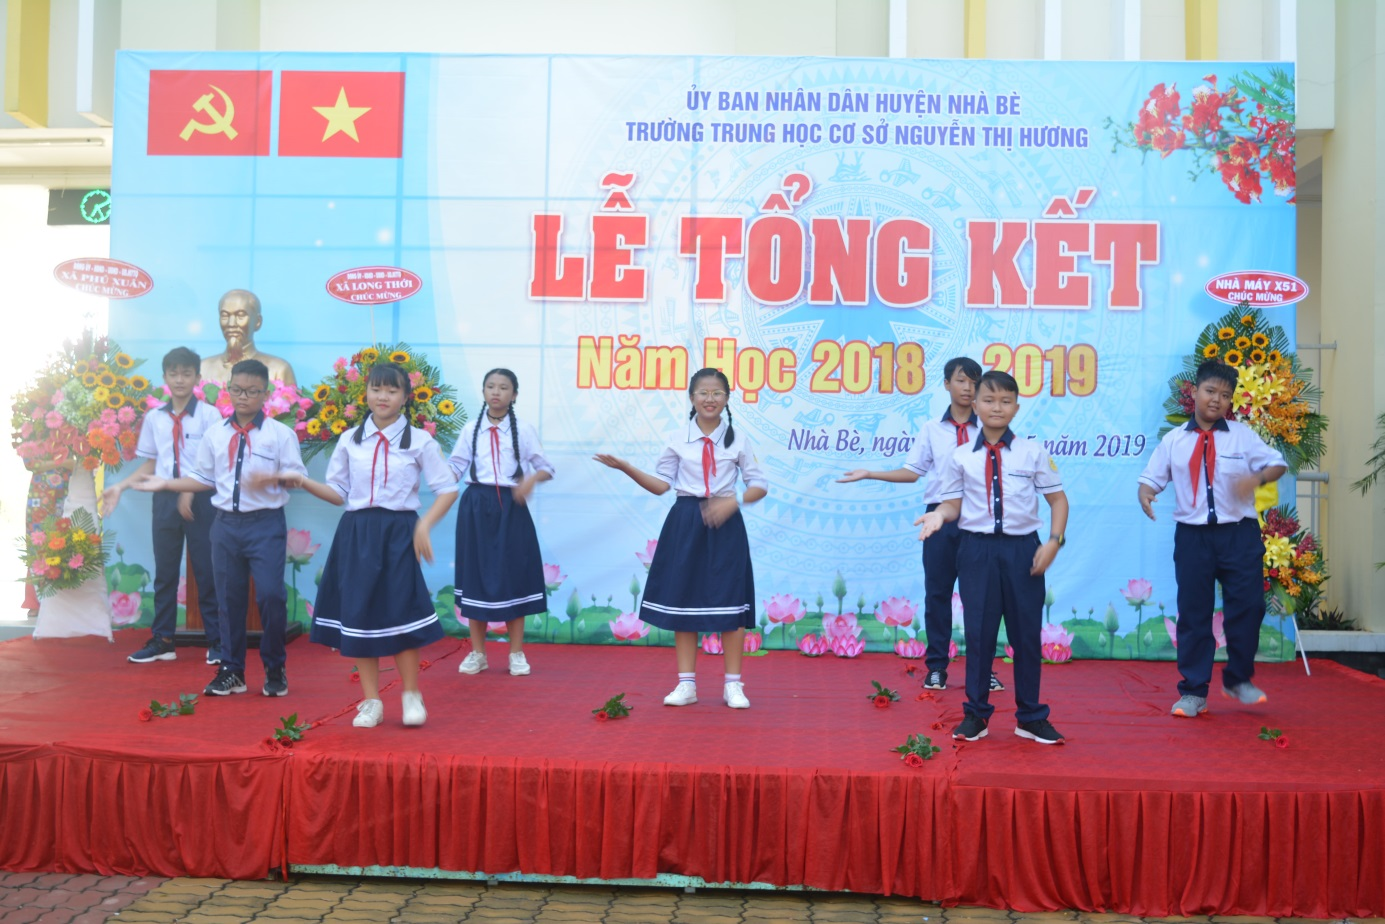 ỦY BAN NHÂN DÂN HUYỆN NHÀ BÈ
TRƯỜNG TRUNG HỌC CƠ SỞ NGUYỄN THỊ HƯƠNG
LỄ TỔNG KẾT
Năm Học 2018 2019
Nhà Bè, ngày 5 năm 2019
XÃ PHÚ XUÂN
CHÚC MỪNG
XÃ LONG THỚI
CHÚC MỪNG
NHÀ MÁY X51
CHÚC MỪNG